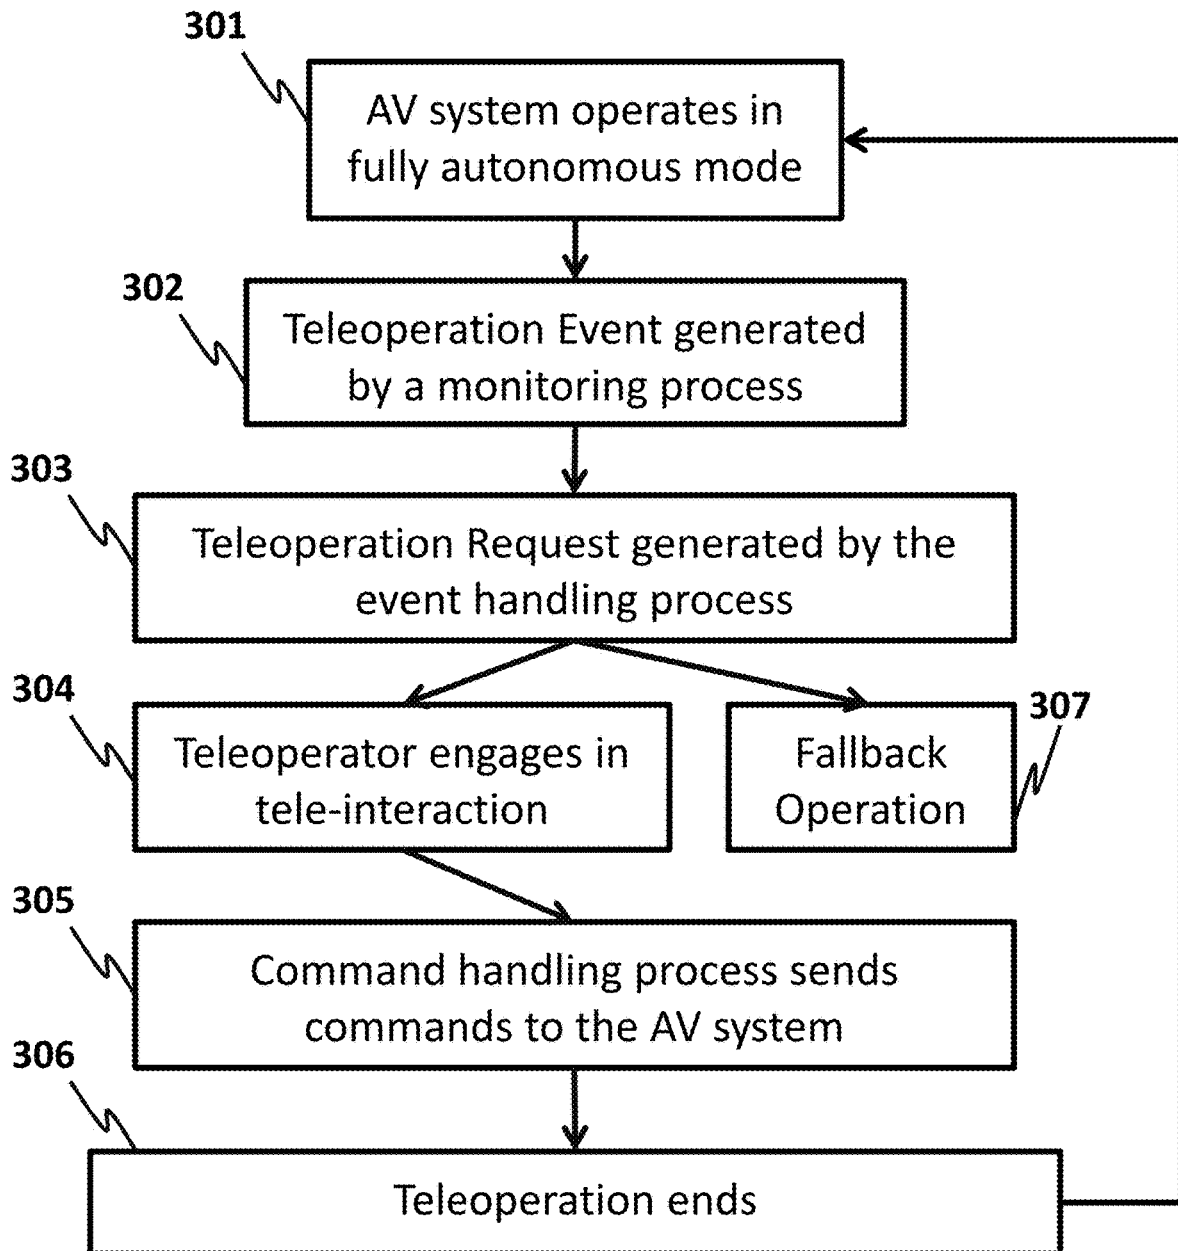 301
AV system operates in
fully autonomous mode
302
Teleoperation Event generated
by a monitoring process
303
Teleoperation Request generated by the
event handling process
304
Teleoperator engages in
tele-interaction
307
Fallback
Operation
305
Command handling process sends
commands to the AV system
306
Teleoperation ends